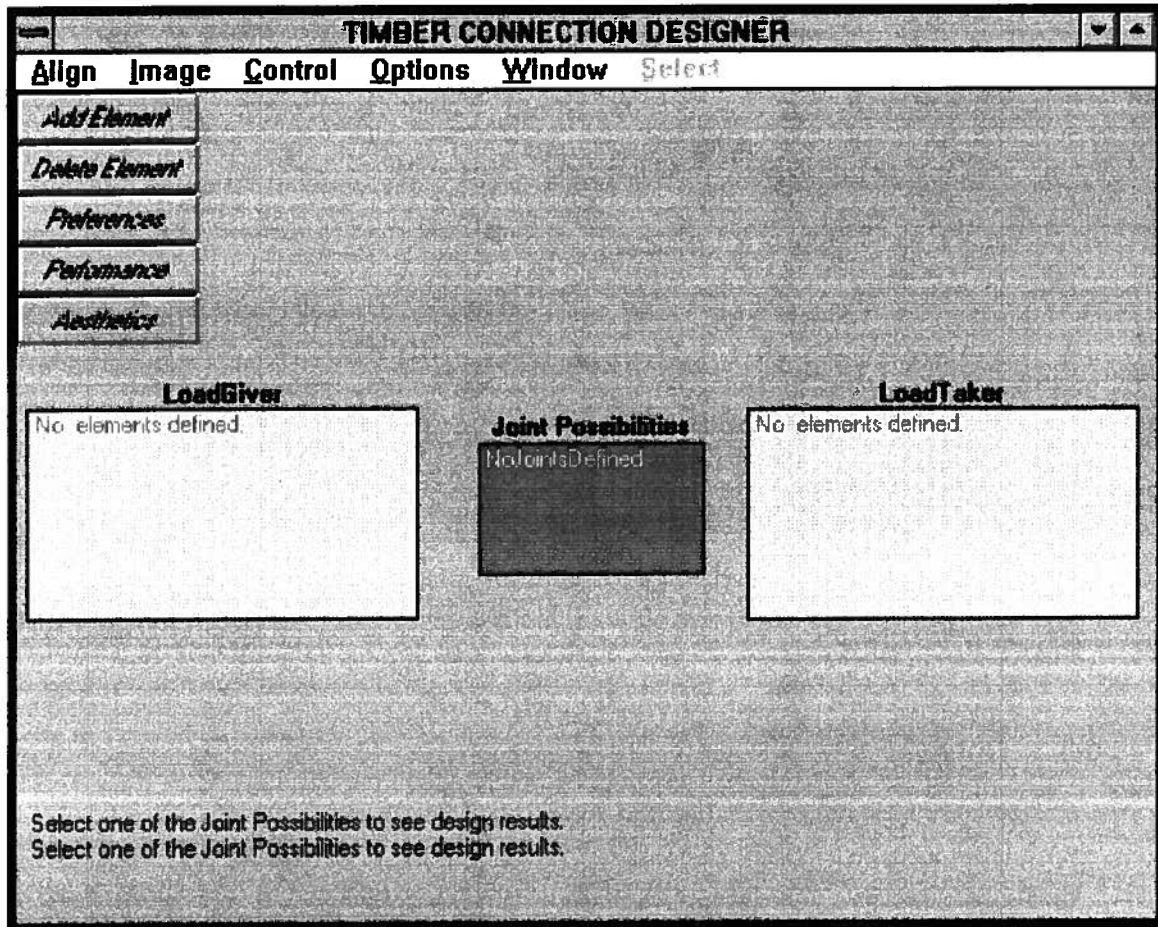 TIMBER CONNECTION DESIGNER
Align Image Control Options Window Select
Add Element
Delete Element
Preferences
Performance
Aesthetics
LoadGiver
No elements defined.
Joint Possibilities
NoJointsDefined
LoadTaker
No elements defined.
Select one of the Joint Possibilities to see design results.
Select one of the Joint Possibilities to see design results.